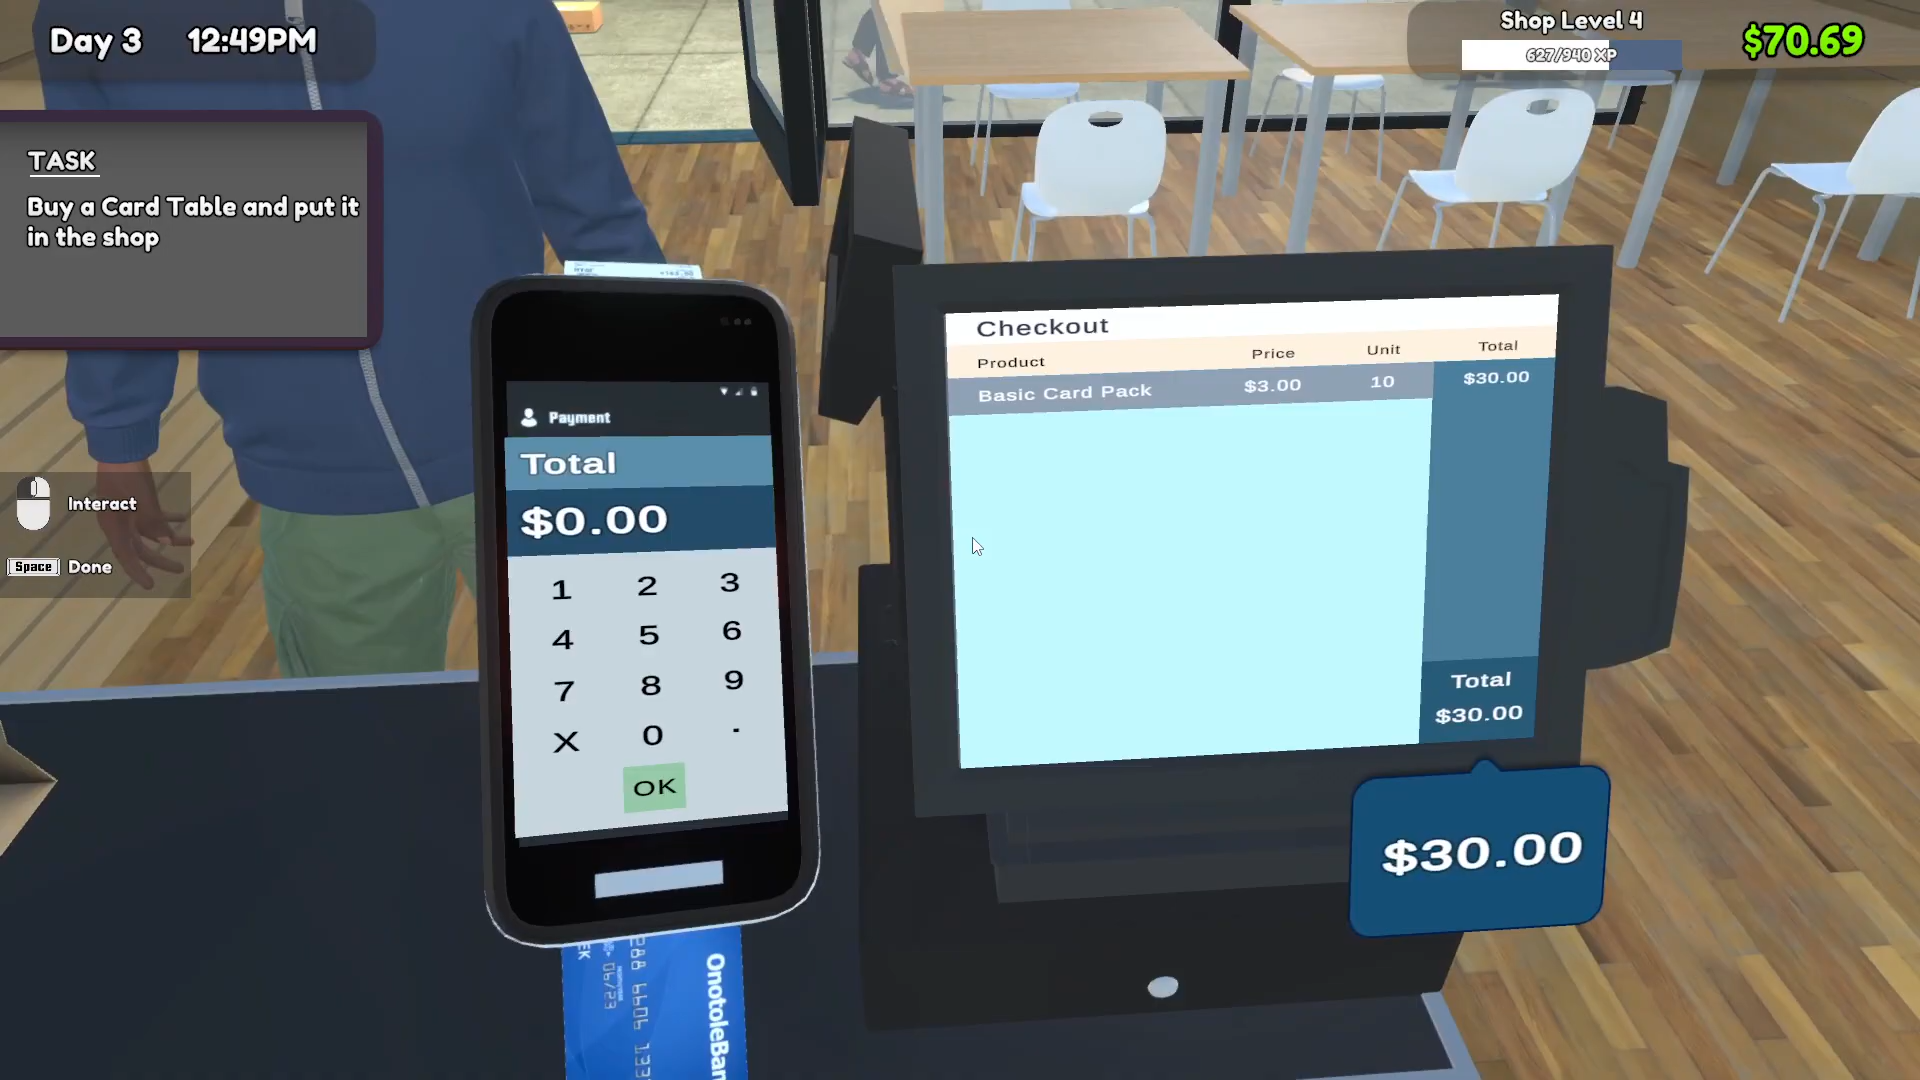 Day 3 12:49PM
Shop Level 4
627/940 XP
$70.69
TASK
Buy a Card Table and put it
in the shop
Interact
Space Done
Payment
Total
$0.00
1 2 3
4 5 6
7 8 9
X 0 .
OK
Checkout
Product Price Unit Total
Basic Card Pack $3.00 10 $30.00
Total
$30.00
$30.00
OnotoleBan
06/23